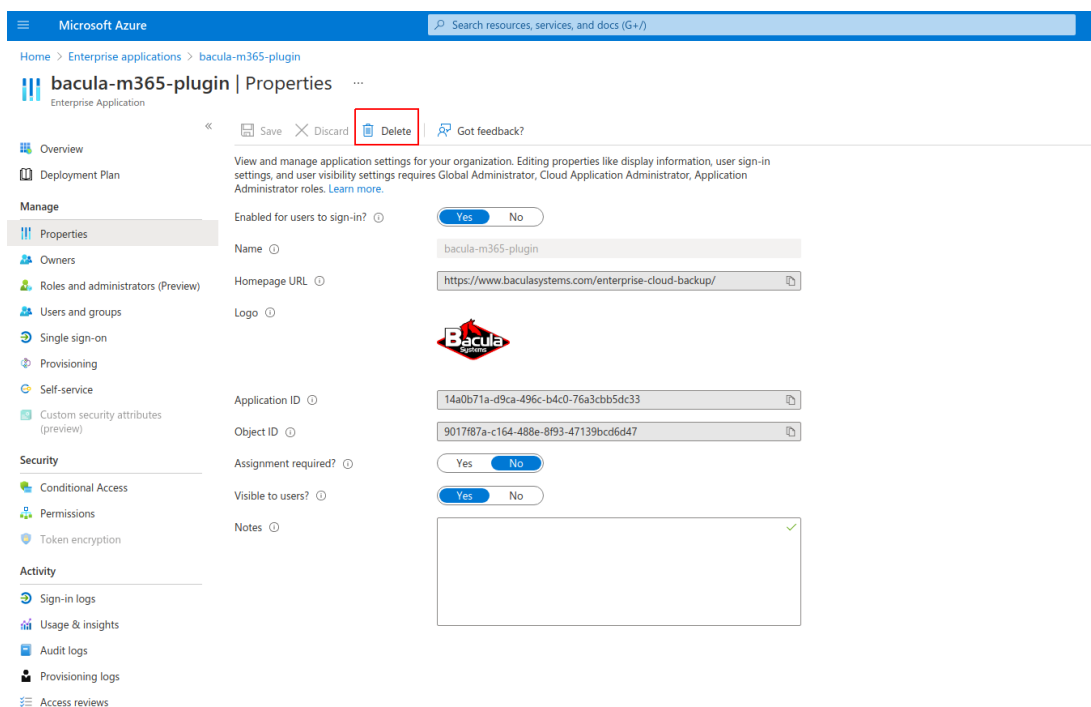 Microsoft Azure
Search resources, services, and docs (G+/)
Home > Enterprise applications > bacula-m365-plugin
bacula-m365-plugin | Properties ...
Enterprise Application
«
Save Discard Delete Got feedback?
Overview
Deployment Plan
Manage
Properties
Owners
Roles and administrators (Preview)
Users and groups
Single sign-on
Provisioning
Self-service
Custom security attributes
(preview)
Security
Conditional Access
Permissions
Token encryption
Activity
Sign-in logs
Usage & insights
Audit logs
Provisioning logs
Access reviews
View and manage application settings for your organization. Editing properties like display information, user sign-in
settings, and user visibility settings requires Global Administrator, Cloud Application Administrator, Application
Administrator roles. Learn more.
Enabled for users to sign-in? Yes No
Name bacula-m365-plugin
Homepage URL https://www.baculasystems.com/enterprise-cloud-backup/
Logo
Bacula
Systems
Application ID 14a0b71a-d9ca-496c-b4c0-76a3cbb5dc33
Object ID 9017f87a-c164-488e-8f93-47139bcd6d47
Assignment required? Yes No
Visible to users? Yes No
Notes